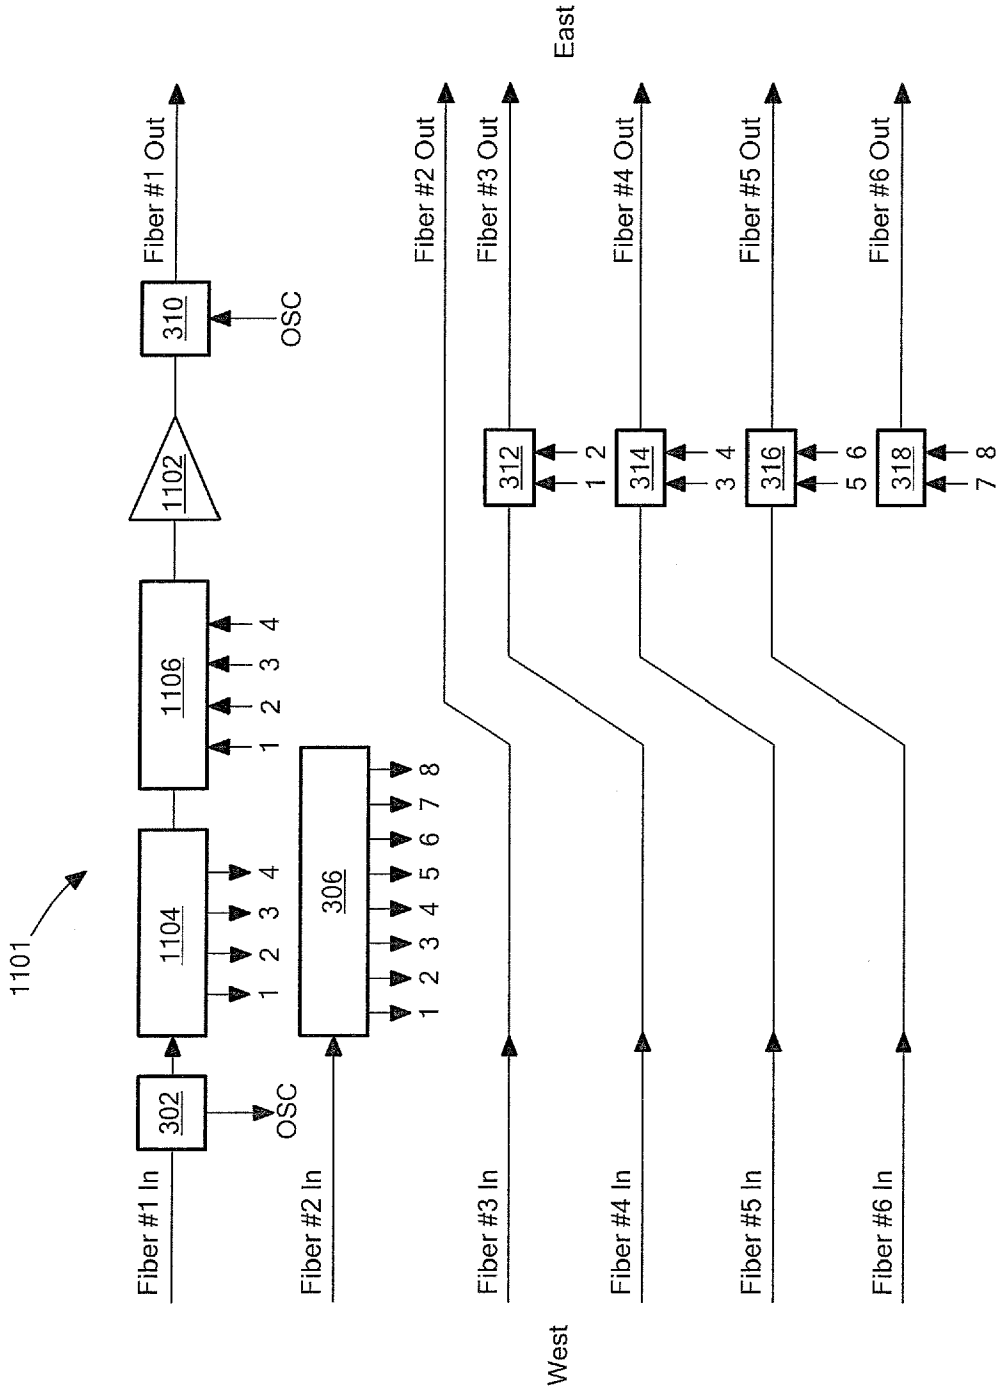 1101
Fiber #1 In
302
OSC
1104
1 2 3 4
1106
1 2 3 4
1102
310
OSC
Fiber #1 Out
Fiber #2 In
306
1 2 3 4 5 6 7 8
Fiber #2 Out
Fiber #3 In
312
1 2
Fiber #3 Out
Fiber #4 In
314
3 4
Fiber #4 Out
Fiber #5 In
316
5 6
Fiber #5 Out
Fiber #6 In
318
7 8
Fiber #6 Out
West
East